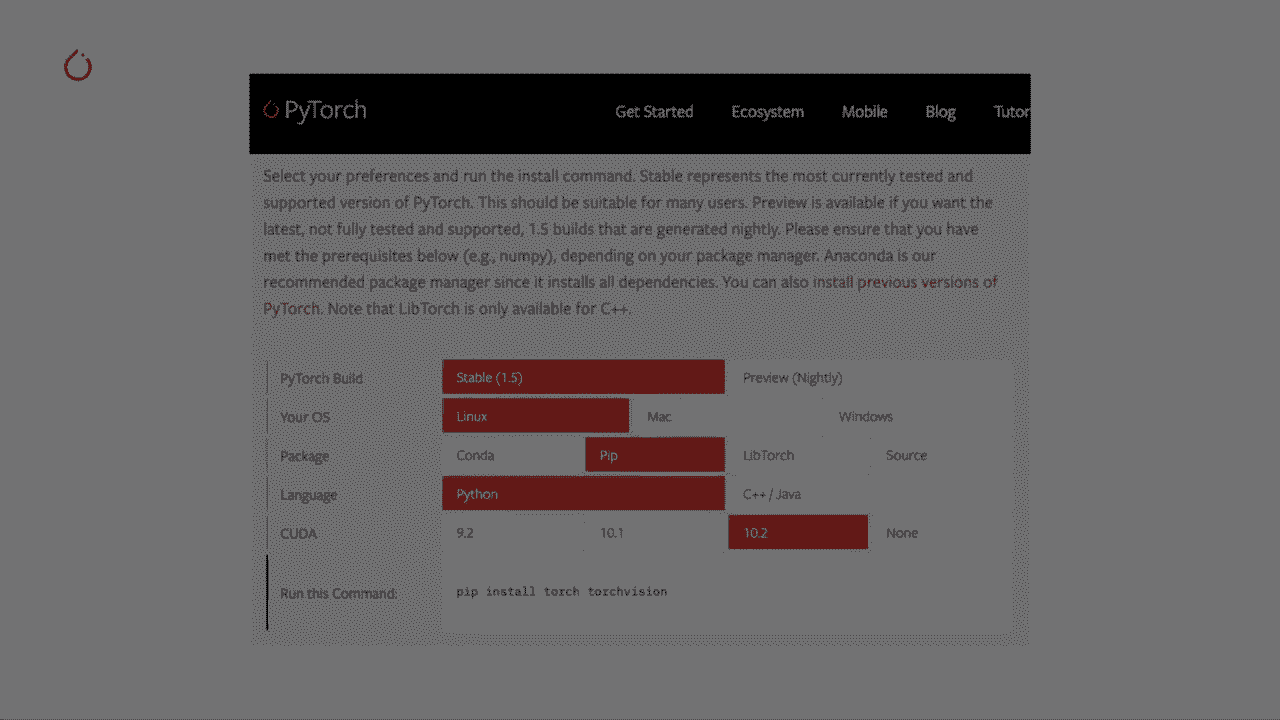 PyTorch Get Started Ecosystem Mobile Blog Tutor
Select your preferences and run the install command. Stable represents the most currently tested and
supported version of PyTorch. This should be suitable for many users. Preview is available if you want the
latest, not fully tested and supported, 1.5 builds that are generated nightly. Please ensure that you have
met the prerequisites below (e.g., numpy), depending on your package manager. Anaconda is our
recommended package manager since it installs all dependencies. You can also install previous versions of
PyTorch. Note that LibTorch is only available for C++.
PyTorch Build Stable (1.5) Preview (Nightly)
Your OS Linux Mac Windows
Package Conda Pip LibTorch Source
Language Python C++ / Java
CUDA 9.2 10.1 10.2 None
Run this Command: pip install torch torchvision